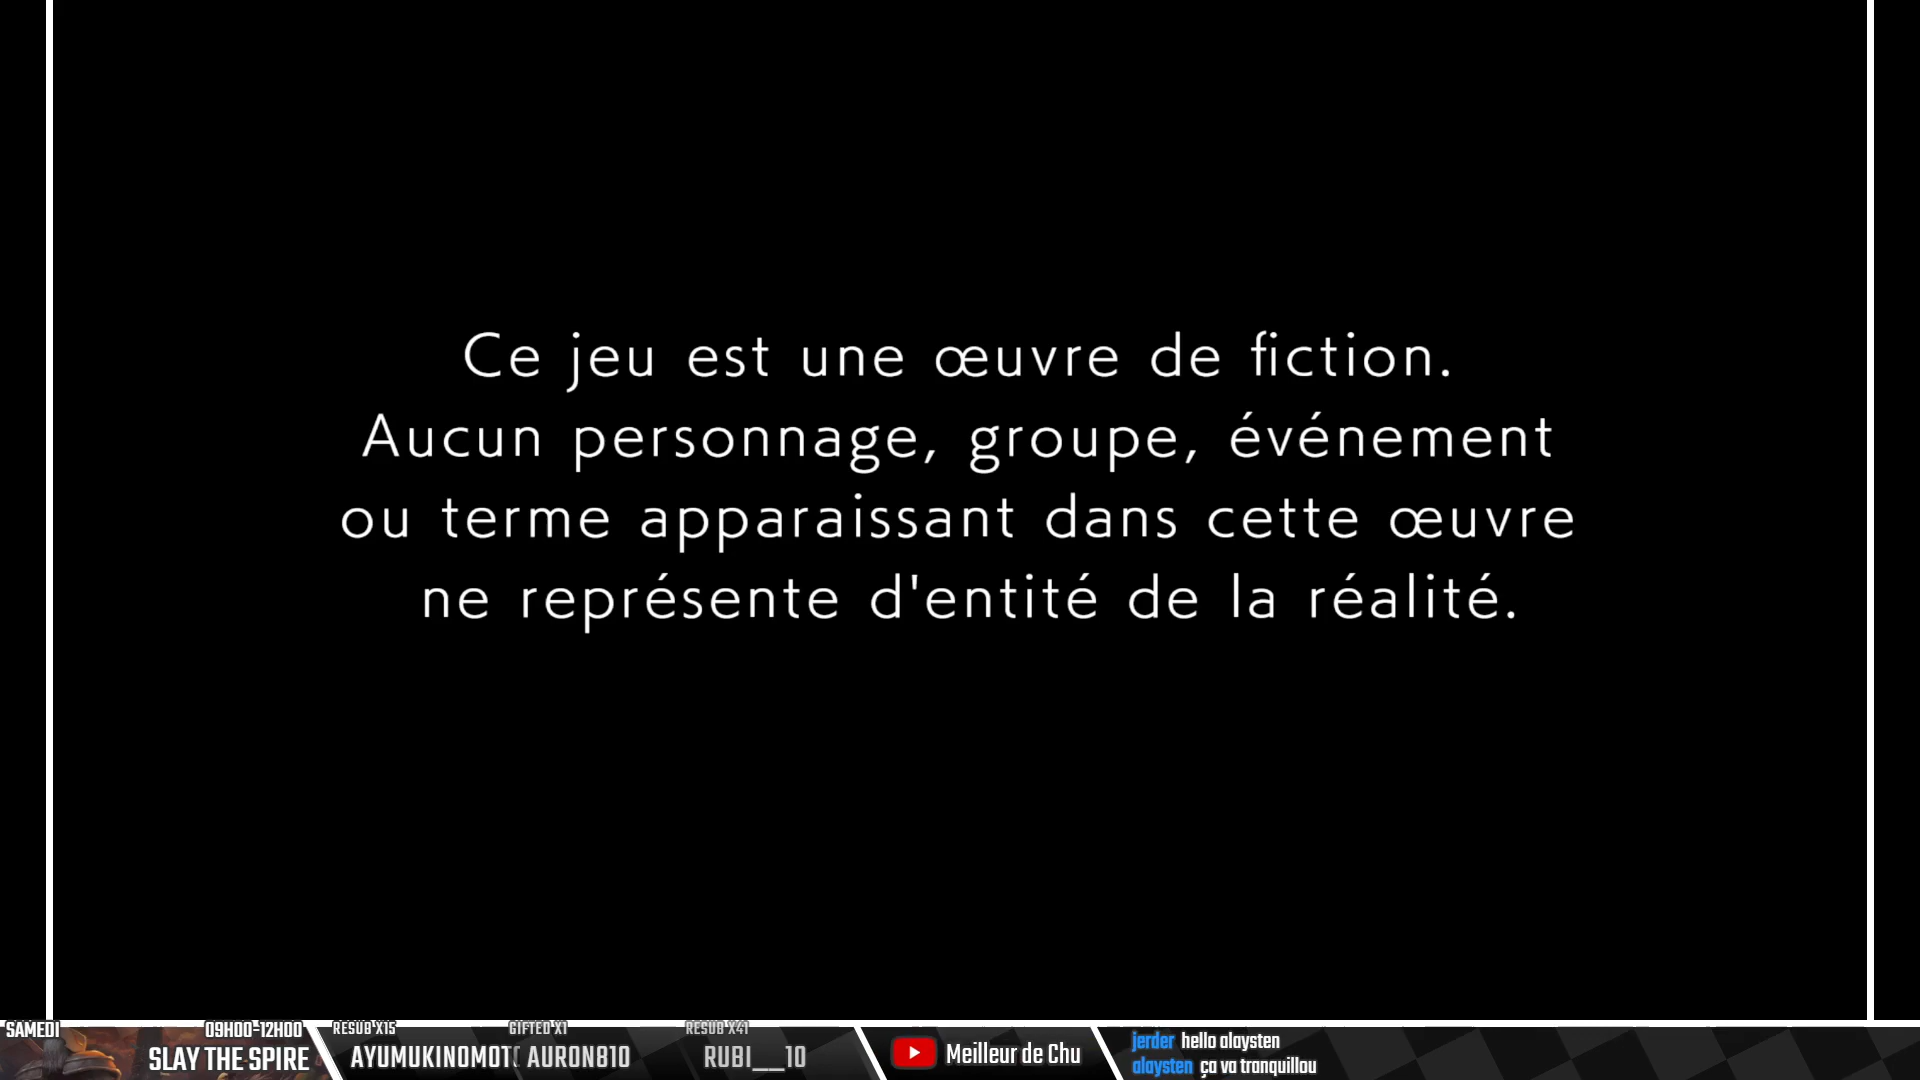 Ce jeu est une œuvre de fiction.
Aucun personnage, groupe, événement
ou terme apparaissant dans cette œuvre
ne représente d'entité de la réalité.
SAMEDI 09H00-12H00
SLAY THE SPIRE
RESUB X15 GIFTED X1 RESUB X41
AYUMUKINOMOT AURON810 RUBI__10
Meilleur de Chu
jerder hello alaysten
alaysten ça va tranquillou